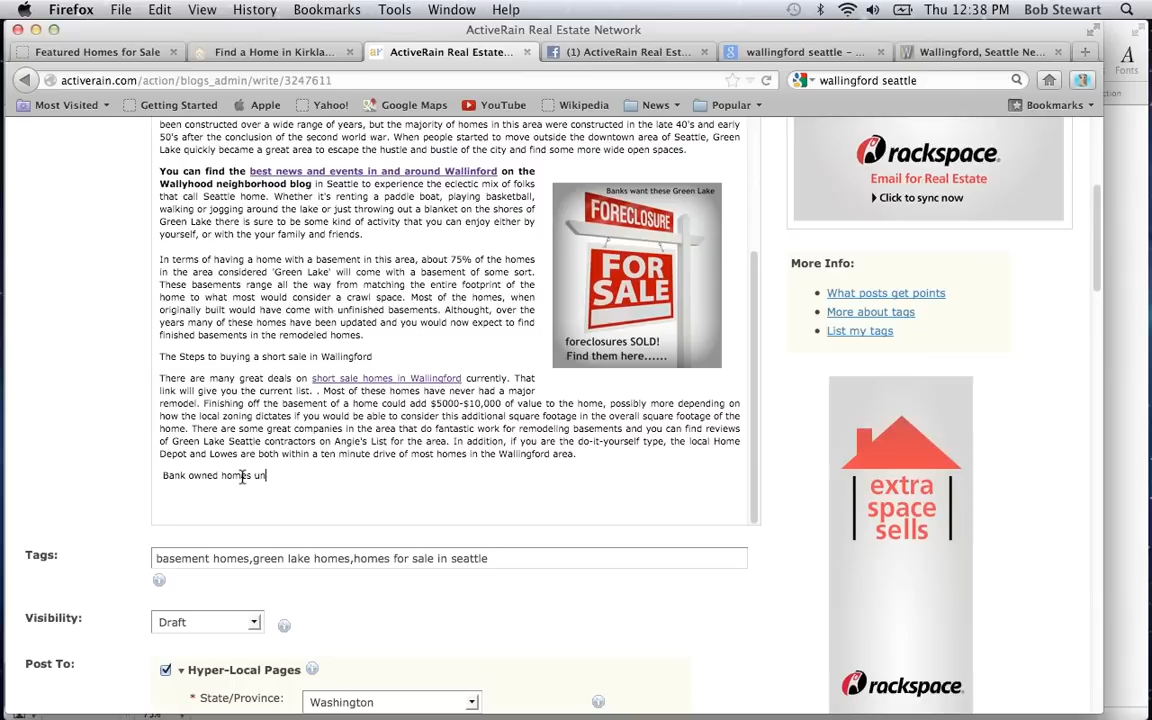 Firefox File Edit View History Bookmarks Tools Window Help Thu 12:38 PM Bob Stewart
ActiveRain Real Estate Network
Featured Homes for Sale Find a Home in Kirkla... ActiveRain Real Estate... (1) ActiveRain Real Est... wallingford seattle - ... Wallingford, Seattle Ne...
activerain.com/action/blogs_admin/write/3247611 wallingford seattle
Most Visited Getting Started Apple Yahoo! Google Maps YouTube Wikipedia News Popular Bookmarks
A
Fonts
been constructed over a wide range of years, but the majority of homes in this area were constructed in the late 40's and early
50's after the conclusion of the second world war. When people started to move outside the downtown area of Seattle, Green
Lake quickly became a great area to escape the hustle and bustle of the city and find some more wide open spaces.
You can find the best news and events in and around Wallinford on the
Wallyhood neighborhood blog in Seattle to experience the eclectic mix of folks
that call Seattle home. Whether it's renting a paddle boat, playing basketball,
walking or jogging around the lake or just throwing out a blanket on the shores of
Green Lake there is sure to be some kind of activity that you can enjoy either by
yourself, or with the your family and friends.
Banks want these Green Lake
FORECLOSURE
FOR
SALE
foreclosures SOLD!
Find them here......
In terms of having a home with a basement in this area, about 75% of the homes
in the area considered 'Green Lake' will come with a basement of some sort.
These basements range all the way from matching the entire footprint of the
home to what most would consider a crawl space. Most of the homes, when
originally built would have come with unfinished basements. Althought, over the
years many of these homes have been updated and you would now expect to find
finished basements in the remodeled homes.
The Steps to buying a short sale in Wallingford
There are many great deals on short sale homes in Wallingford currently. That
link will give you the current list. . Most of these homes have never had a major
remodel. Finishing off the basement of a home could add $5000-$10,000 of value to the home, possibly more depending on
how the local zoning dictates if you would be able to consider this additional square footage in the overall square footage of the
home. There are some great companies in the area that do fantastic work for remodeling basements and you can find reviews
of Green Lake Seattle contractors on Angie's List for the area. In addition, if you are the do-it-yourself type, the local Home
Depot and Lowes are both within a ten minute drive of most homes in the Wallingford area.
Bank owned homes un
Tags: basement homes,green lake homes,homes for sale in seattle
Visibility: Draft
Post To: Hyper-Local Pages
* State/Province: Washington
rackspace.
Email for Real Estate
Click to sync now
More Info:
What posts get points
More about tags
List my tags
extra
space
sells
rackspace